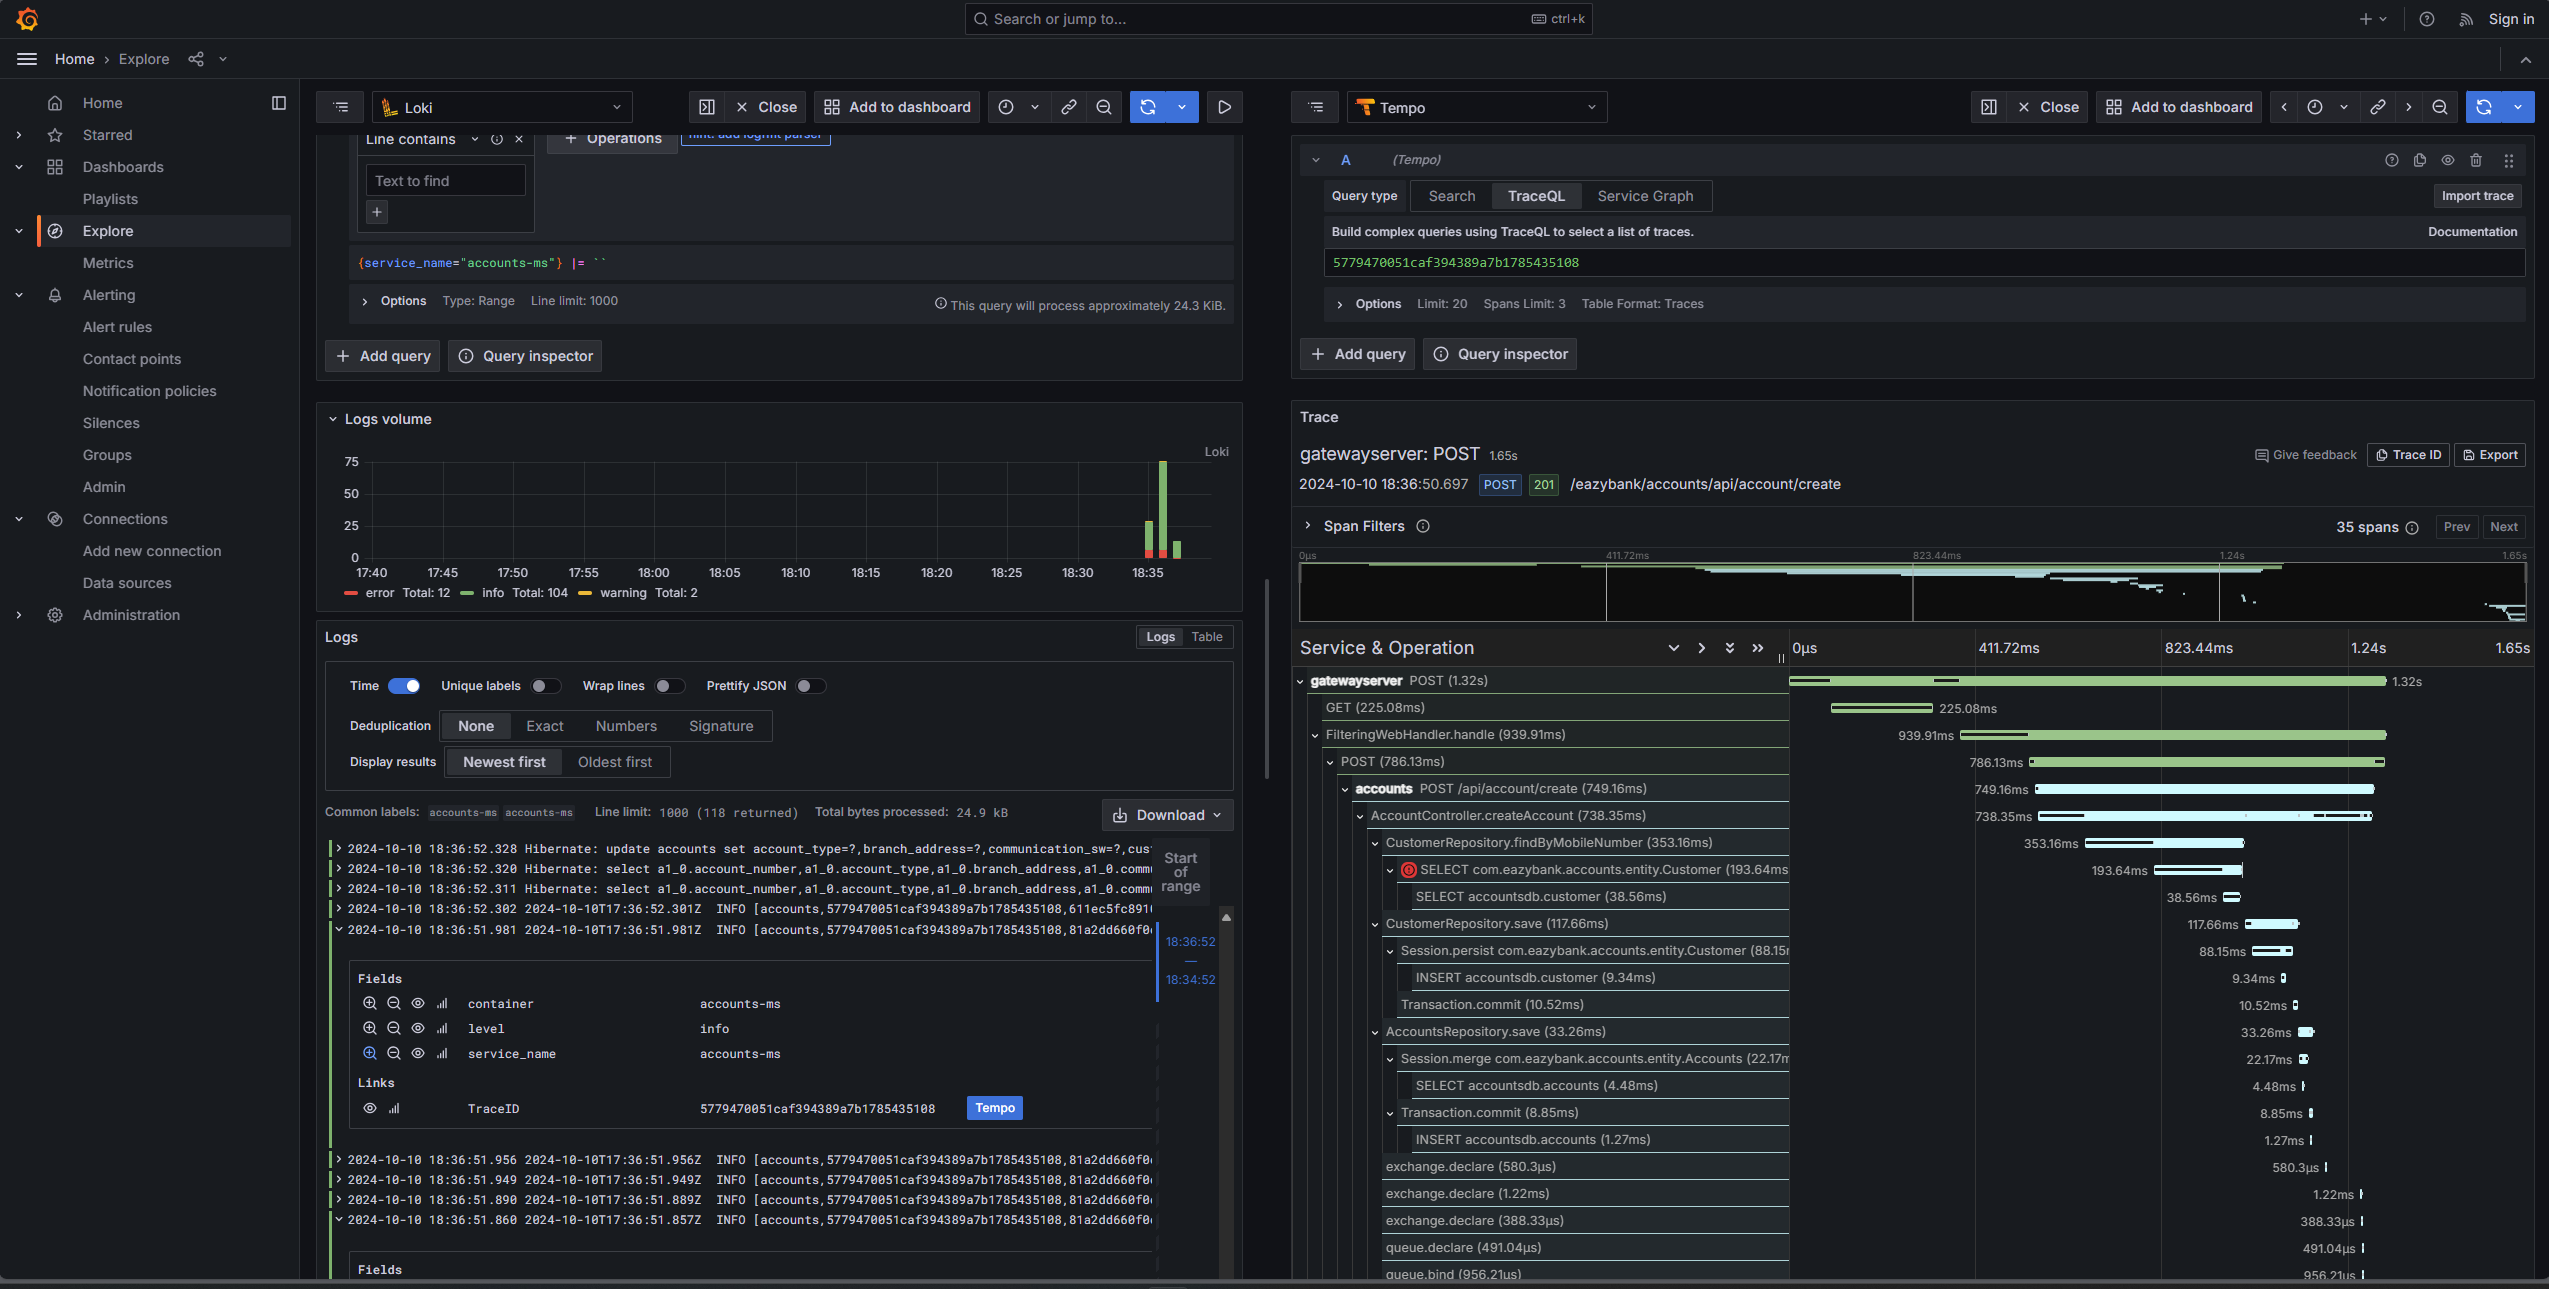 Search or jump to...
ctrl+k
Sign in
Home › Explore
Home
Starred
Dashboards
Playlists
Explore
Metrics
Alerting
Alert rules
Contact points
Notification policies
Silences
Groups
Admin
Connections
Add new connection
Data sources
Administration
Loki
Close
Add to dashboard
Line contains
Operations
hint: add logfmt parser
Text to find
{service_name="accounts-ms"} |= ``
Options Type: Range Line limit: 1000
This query will process approximately 24.3 KiB.
Add query
Query inspector
Logs volume
Loki
75
50
25
0
17:40 17:45 17:50 17:55 18:00 18:05 18:10 18:15 18:20 18:25 18:30 18:35
error Total: 12 info Total: 104 warning Total: 2
Logs
Logs Table
Time Unique labels Wrap lines Prettify JSON
Deduplication None Exact Numbers Signature
Display results Newest first Oldest first
Common labels: accounts-ms accounts-ms Line limit: 1000 (118 returned) Total bytes processed: 24.9 kB
Download
2024-10-10 18:36:52.328 Hibernate: update accounts set account_type=?,branch_address=?,communication_sw=?,cus
2024-10-10 18:36:52.320 Hibernate: select a1_0.account_number,a1_0.account_type,a1_0.branch_address,a1_0.comm
2024-10-10 18:36:52.311 Hibernate: select a1_0.account_number,a1_0.account_type,a1_0.branch_address,a1_0.comm
2024-10-10 18:36:52.302 2024-10-10T17:36:52.301Z INFO [accounts,5779470051caf394389a7b1785435108,611ec5fc891
2024-10-10 18:36:51.981 2024-10-10T17:36:51.981Z INFO [accounts,5779470051caf394389a7b1785435108,81a2dd660f0
Start
of
range
18:36:52
—
18:34:52
Fields
container accounts-ms
level info
service_name accounts-ms
Links
TraceID 5779470051caf394389a7b1785435108 Tempo
2024-10-10 18:36:51.956 2024-10-10T17:36:51.956Z INFO [accounts,5779470051caf394389a7b1785435108,81a2dd660f0
2024-10-10 18:36:51.949 2024-10-10T17:36:51.949Z INFO [accounts,5779470051caf394389a7b1785435108,81a2dd660f0
2024-10-10 18:36:51.890 2024-10-10T17:36:51.889Z INFO [accounts,5779470051caf394389a7b1785435108,81a2dd660f0
2024-10-10 18:36:51.860 2024-10-10T17:36:51.857Z INFO [accounts,5779470051caf394389a7b1785435108,81a2dd660f0
Fields
Tempo
Close
Add to dashboard
A (Tempo)
Query type Search TraceQL Service Graph
Import trace
Build complex queries using TraceQL to select a list of traces.
Documentation
5779470051caf394389a7b1785435108
Options Limit: 20 Spans Limit: 3 Table Format: Traces
Add query
Query inspector
Trace
gatewayserver: POST 1.65s
Give feedback
Trace ID
Export
2024-10-10 18:36:50.697 POST 201 /eazybank/accounts/api/account/create
Span Filters
35 spans
Prev
Next
0µs 411.72ms 823.44ms 1.24s 1.65s
Service & Operation
0µs 411.72ms 823.44ms 1.24s 1.65s
gatewayserver POST (1.32s) 1.32s
GET (225.08ms) 225.08ms
FilteringWebHandler.handle (939.91ms) 939.91ms
POST (786.13ms) 786.13ms
accounts POST /api/account/create (749.16ms) 749.16ms
AccountController.createAccount (738.35ms) 738.35ms
CustomerRepository.findByMobileNumber (353.16ms) 353.16ms
SELECT com.eazybank.accounts.entity.Customer (193.64ms 193.64ms
SELECT accountsdb.customer (38.56ms) 38.56ms
CustomerRepository.save (117.66ms) 117.66ms
Session.persist com.eazybank.accounts.entity.Customer (88.15m 88.15ms
INSERT accountsdb.customer (9.34ms) 9.34ms
Transaction.commit (10.52ms) 10.52ms
AccountsRepository.save (33.26ms) 33.26ms
Session.merge com.eazybank.accounts.entity.Accounts (22.17m 22.17ms
SELECT accountsdb.accounts (4.48ms) 4.48ms
Transaction.commit (8.85ms) 8.85ms
INSERT accountsdb.accounts (1.27ms) 1.27ms
exchange.declare (580.3µs) 580.3µs
exchange.declare (1.22ms) 1.22ms
exchange.declare (388.33µs) 388.33µs
queue.declare (491.04µs) 491.04µs
queue.bind (956.21µs) 956.21µs